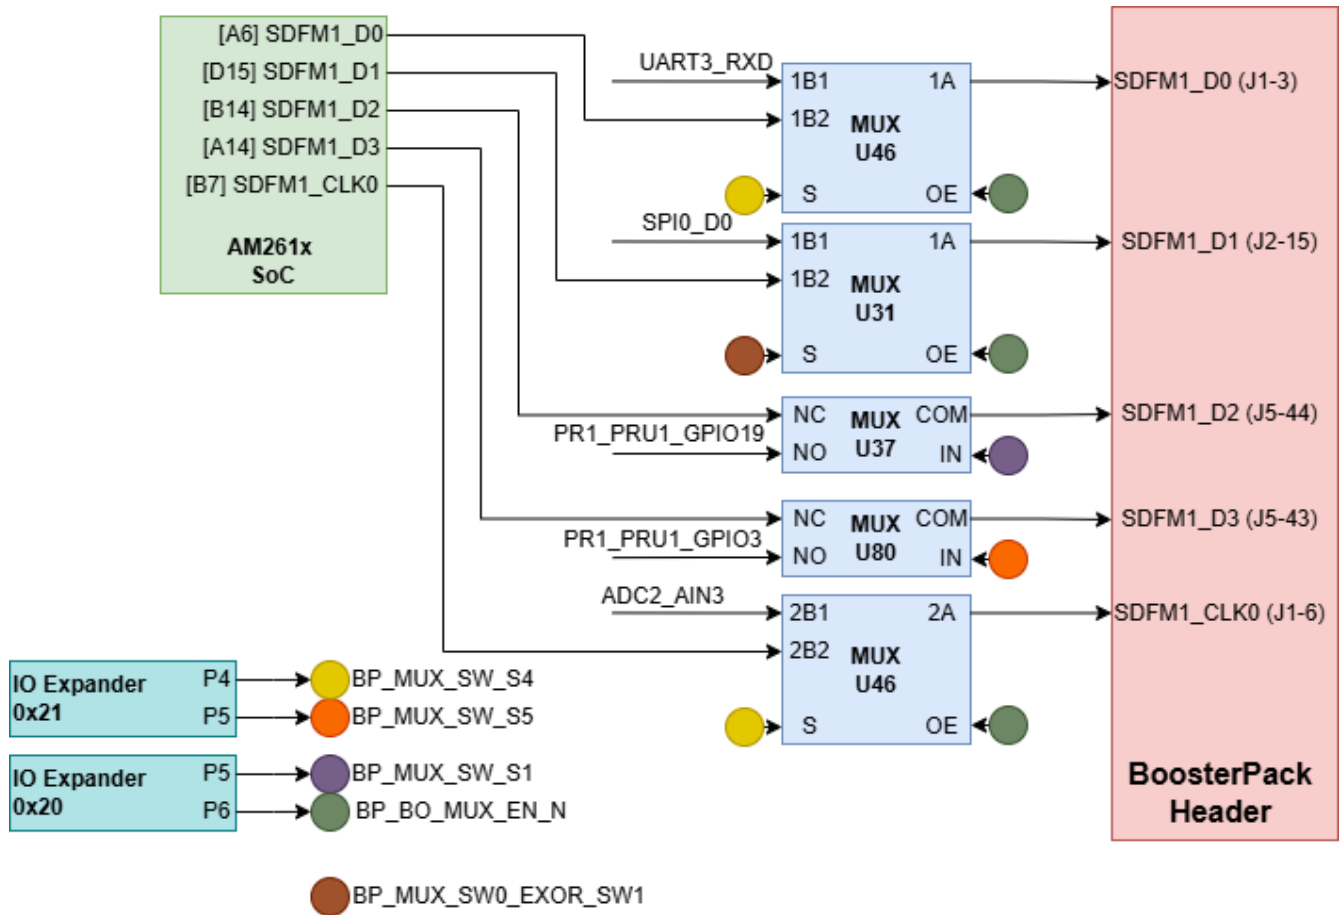 [A6] SDFM1_D0
[D15] SDFM1_D1
[B14] SDFM1_D2
[A14] SDFM1_D3
[B7] SDFM1_CLK0
AM261x
SoC
UART3_RXD
1B1 1A
1B2
MUX
U46
S OE
SDFM1_D0 (J1-3)
SPI0_D0
1B1 1A
1B2
MUX
U31
S OE
SDFM1_D1 (J2-15)
NC COM
PR1_PRU1_GPIO19
NO IN
MUX
U37
SDFM1_D2 (J5-44)
NC COM
PR1_PRU1_GPIO3
NO IN
MUX
U80
SDFM1_D3 (J5-43)
ADC2_AIN3
2B1 2A
2B2
MUX
U46
S OE
SDFM1_CLK0 (J1-6)
BoosterPack
Header
IO Expander
0x21
P4 BP_MUX_SW_S4
P5 BP_MUX_SW_S5
IO Expander
0x20
P5 BP_MUX_SW_S1
P6 BP_BO_MUX_EN_N
BP_MUX_SW0_EXOR_SW1